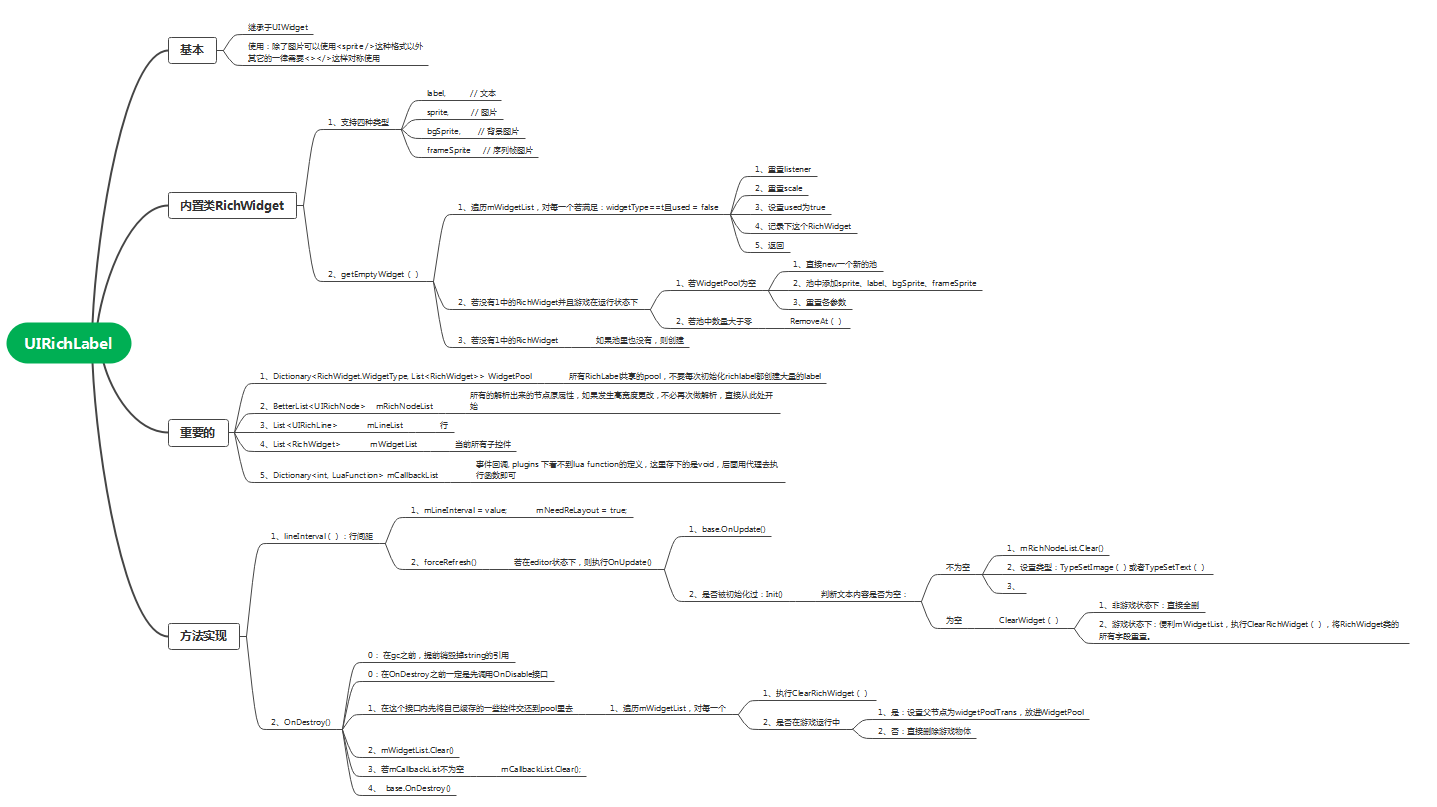 UIRichLabel
基本
继承于UIWidget
使用：除了图片可以使用<sprite />这种格式以外
其它的一律需要<></>这样对称使用
内置类RichWidget
1、支持四种类型
label, // 文本
sprite, // 图片
bgSprite, // 背景图片
frameSprite // 序列帧图片
2、getEmptyWidget（）
1、遍历mWidgetList，对每一个若满足：widgetType==t且used = false
1、重置listener
2、重置scale
3、设置used为true
4、记录下这个RichWidget
5、返回
2、若没有1中的RichWidget并且游戏在运行状态下
1、若WidgetPool为空
1、直接new一个新的池
2、池中添加sprite、label、bgSprite、frameSprite
3、重置各参数
2、若池中数量大于零
RemoveAt（）
3、若没有1中的RichWidget
如果池里也没有，则创建
重要的
1、Dictionary<RichWidget.WidgetType, List<RichWidget>> WidgetPool
所有RichLabel共享的pool，不要每次初始化richlabel都创建大量的label
2、BetterList<UIRichNode> mRichNodeList
所有的解析出来的节点原属性，如果发生高宽度更改，不必再次做解析，直接从此处开
始
3、List<UIRichLine> mLineList
行
4、List<RichWidget> mWidgetList
当前所有子控件
5、Dictionary<int, LuaFunction> mCallbackList
事件回调, plugins 下看不到lua function的定义，这里存下的是void，后面用代理去执
行函数即可
方法实现
1、lineInterval（）：行间距
1、mLineInterval = value;
mNeedReLayout = true;
2、forceRefresh()
若在editor状态下，则执行OnUpdate()
1、base.OnUpdate()
2、是否被初始化过：Init()
判断文本内容是否为空：
不为空
1、mRichNodeList.Clear()
2、设置类型：TypeSetImage（）或者TypeSetText（）
3、
为空
ClearWidget（）
1、非游戏状态下：直接全删
2、游戏状态下：便利mWidgetList，执行ClearRichWidget（），将RichWidget类的
所有字段重置。
2、OnDestroy()
0： 在gc之前，提前销毁掉string的引用
0：在OnDestroy之前一定是先调用OnDisable接口
1、在这个接口内先将自己缓存的一些控件交还到pool里去
1、遍历mWidgetList，对每一个
1、执行ClearRichWidget（）
2、是否在游戏运行中
1、是：设置父节点为widgetPoolTrans，放进WidgetPool
2、否：直接删除游戏物体
2、mWidgetList.Clear()
3、若mCallbackList不为空
mCallbackList.Clear();
4、 base.OnDestroy()